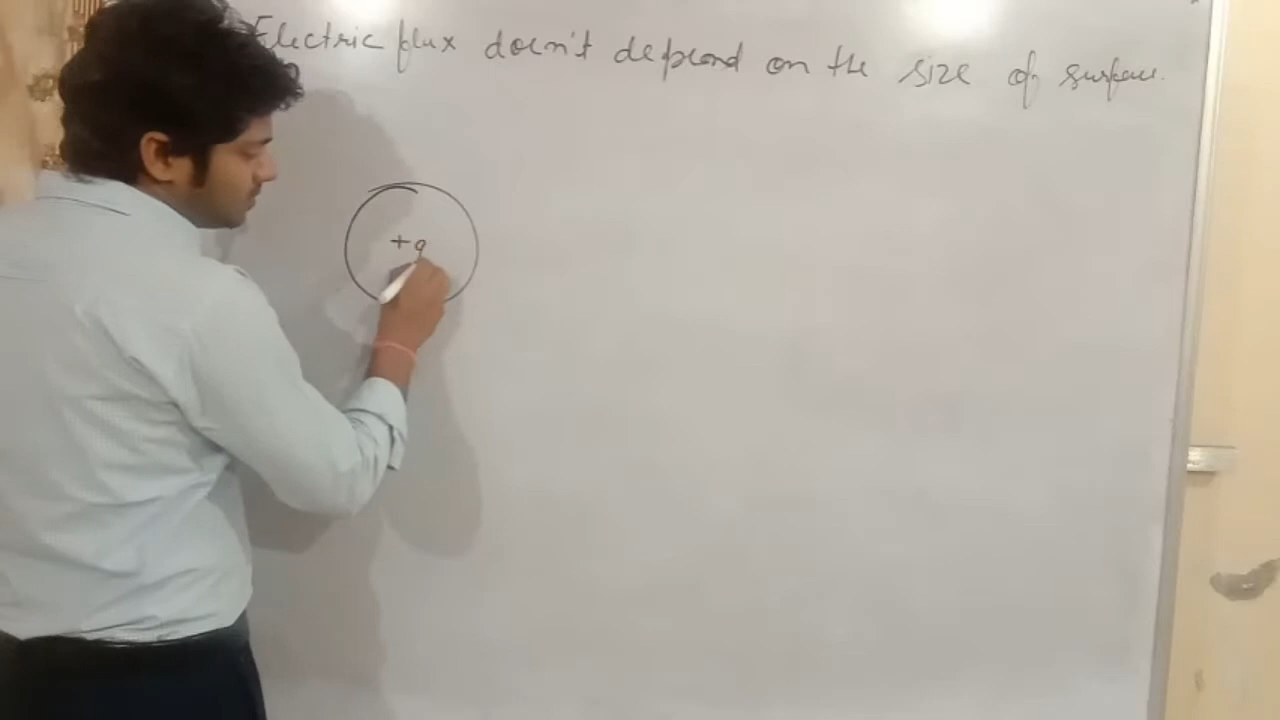 Electric flux doesn't depend on the size of surface.
+q